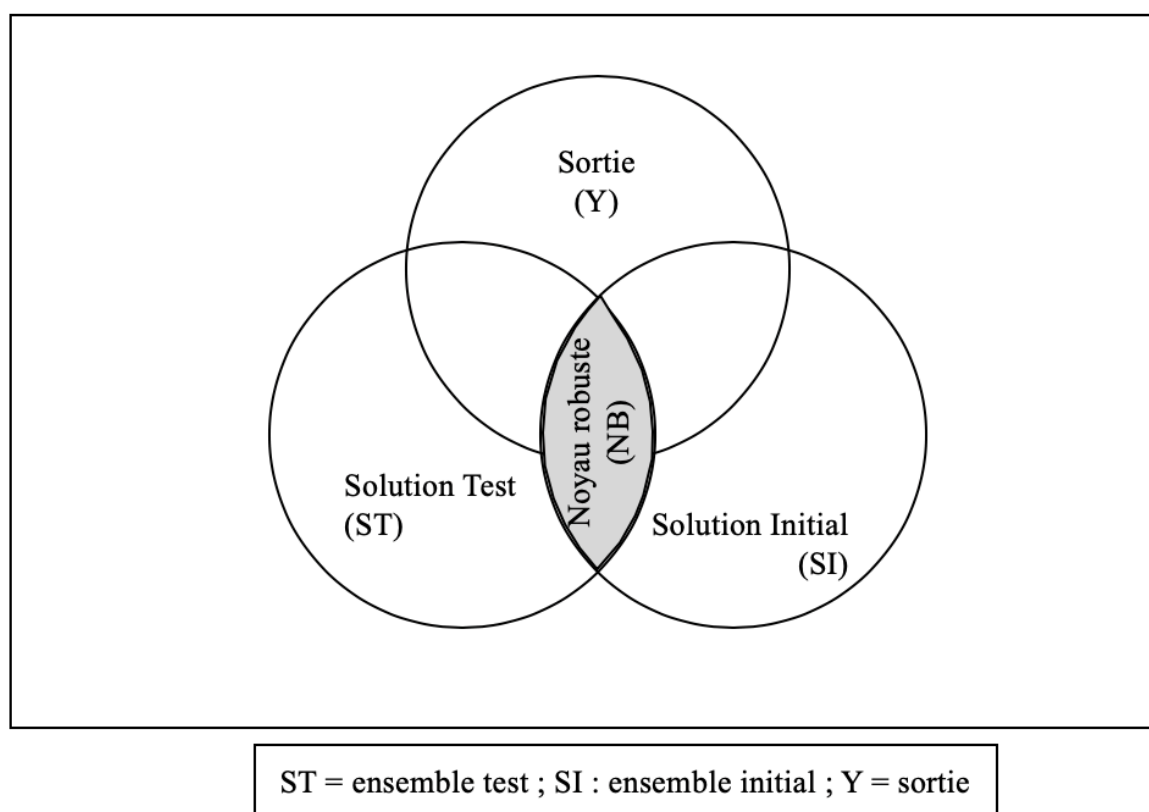 Sortie
(Y)
Noyau robuste
(NB)
Solution Test
(ST)
Solution Initial
(SI)
ST = ensemble test ; SI : ensemble initial ; Y = sortie